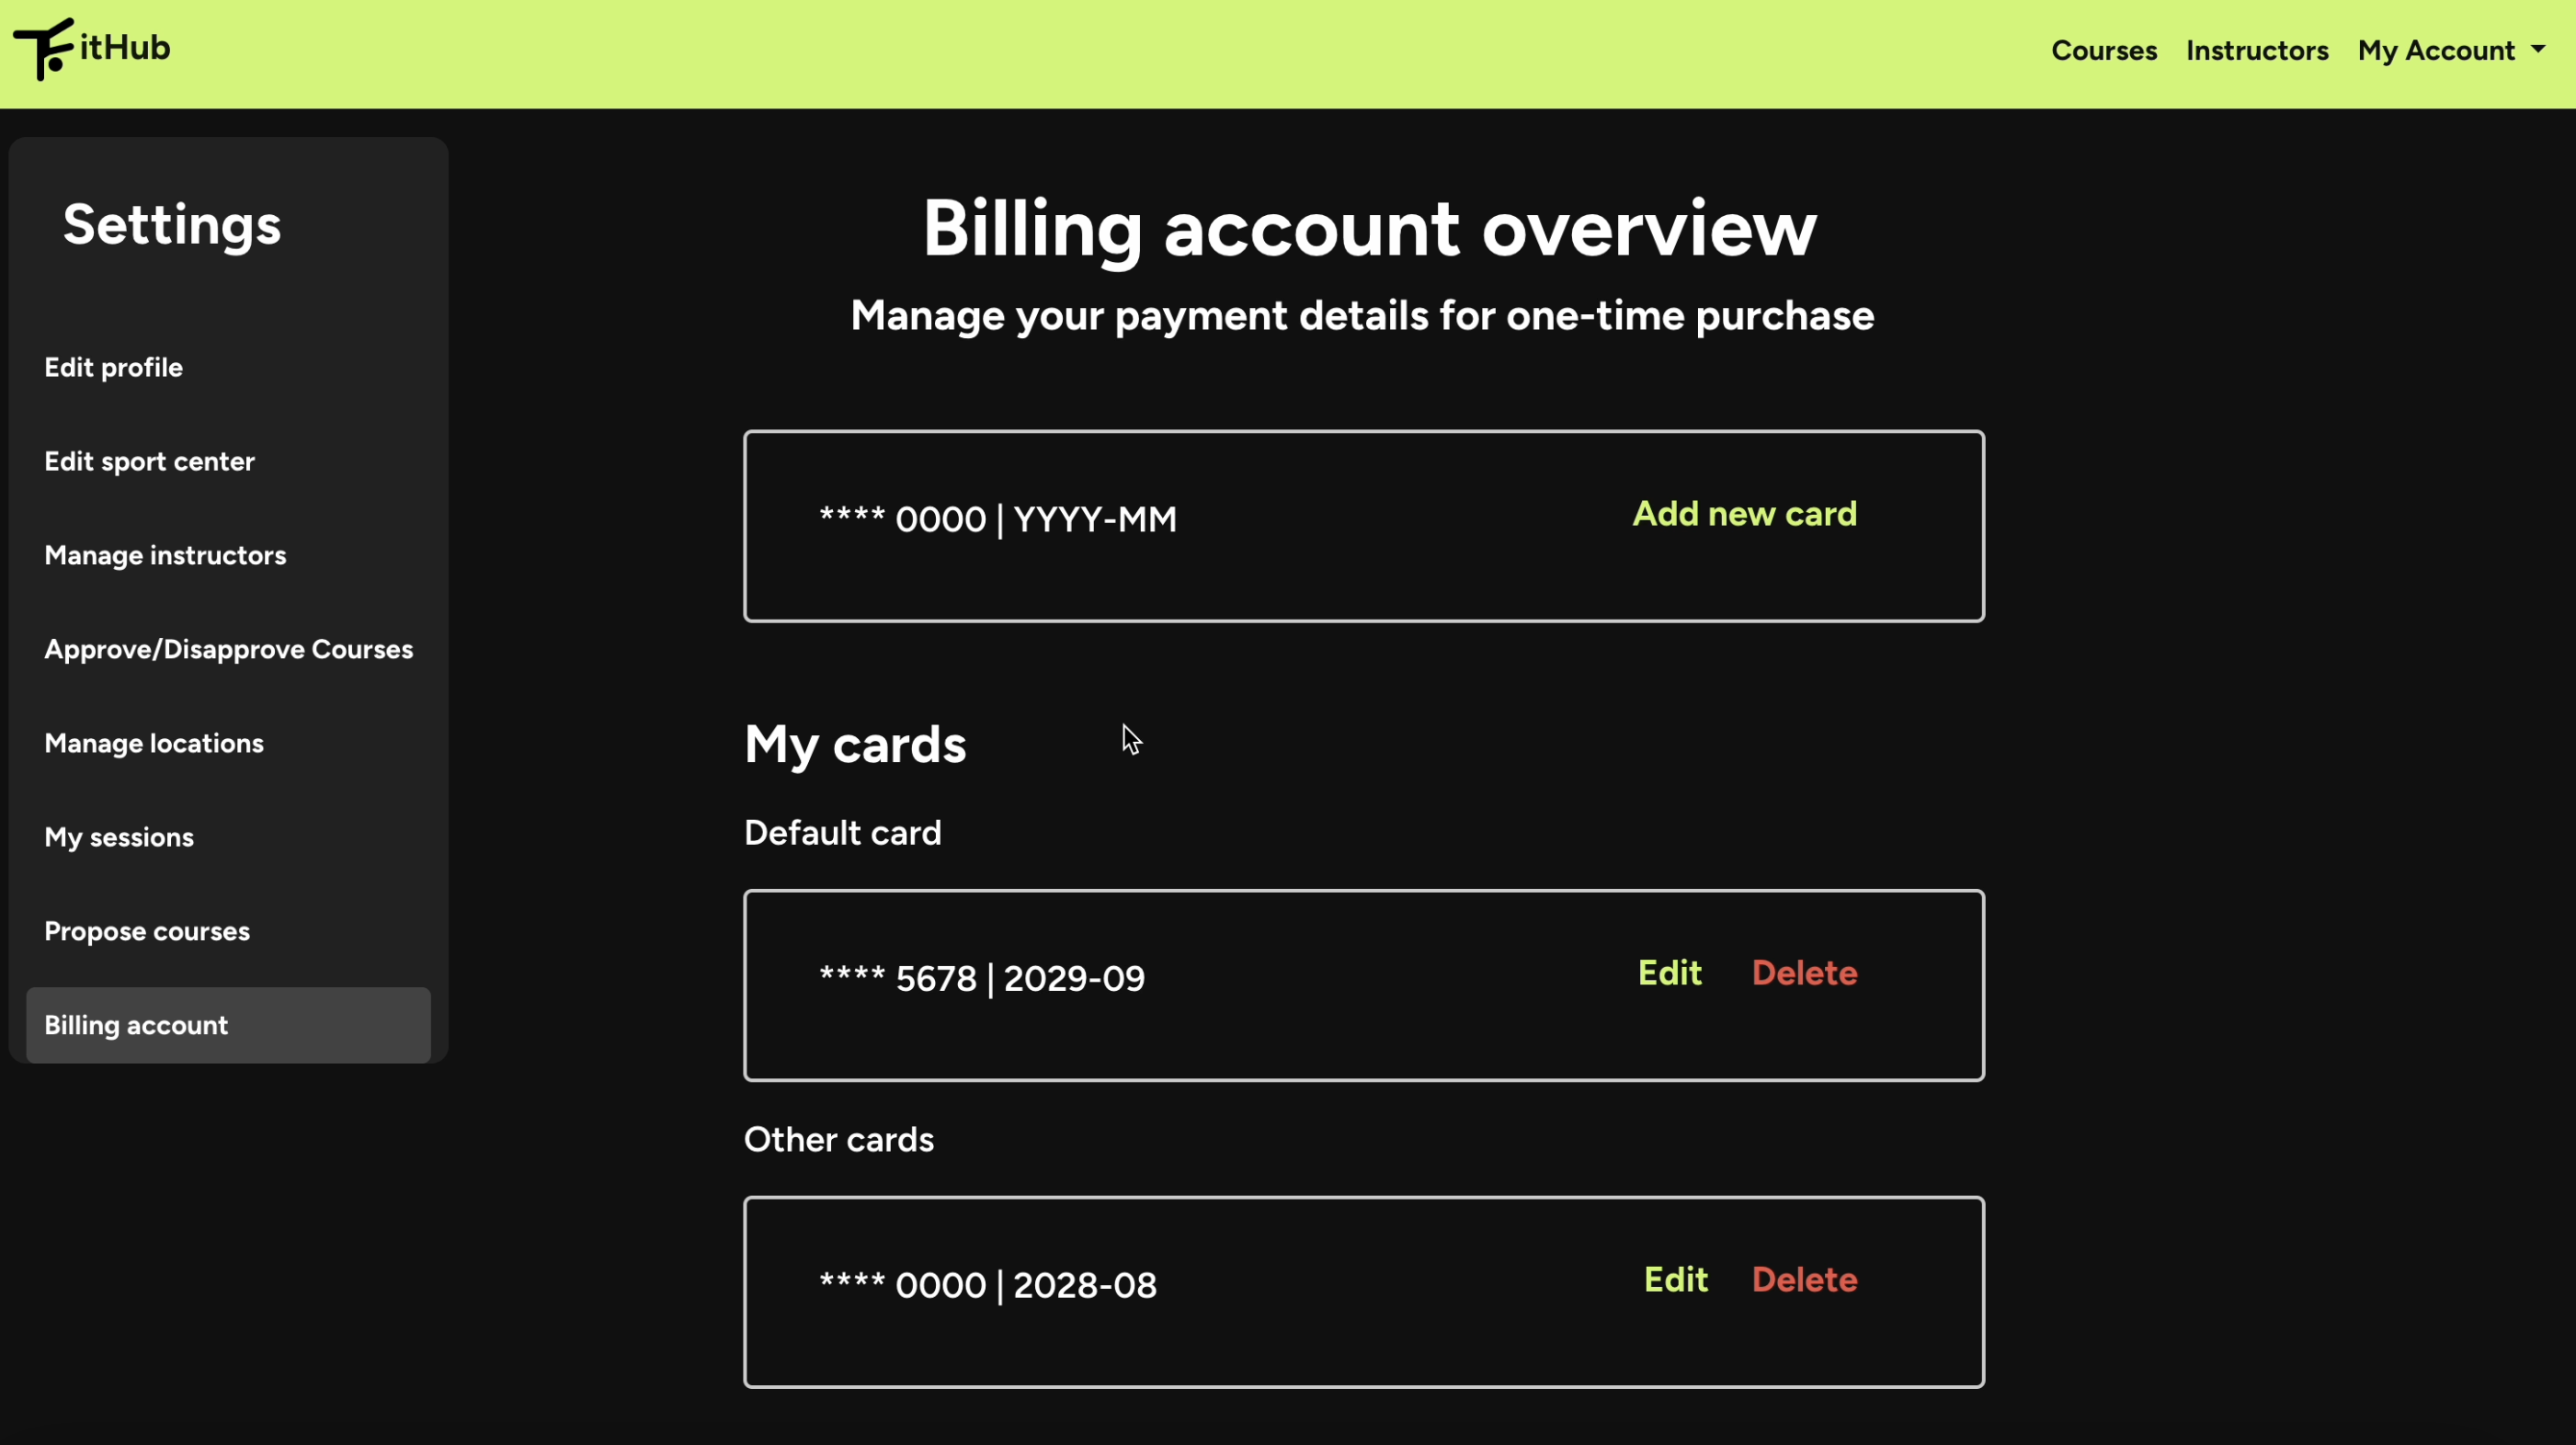 FitHub
Courses Instructors My Account
Settings
Edit profile
Edit sport center
Manage instructors
Approve/Disapprove Courses
Manage locations
My sessions
Propose courses
Billing account
Billing account overview
Manage your payment details for one-time purchase
**** 0000 | YYYY-MM Add new card
My cards
Default card
**** 5678 | 2029-09 Edit Delete
Other cards
**** 0000 | 2028-08 Edit Delete